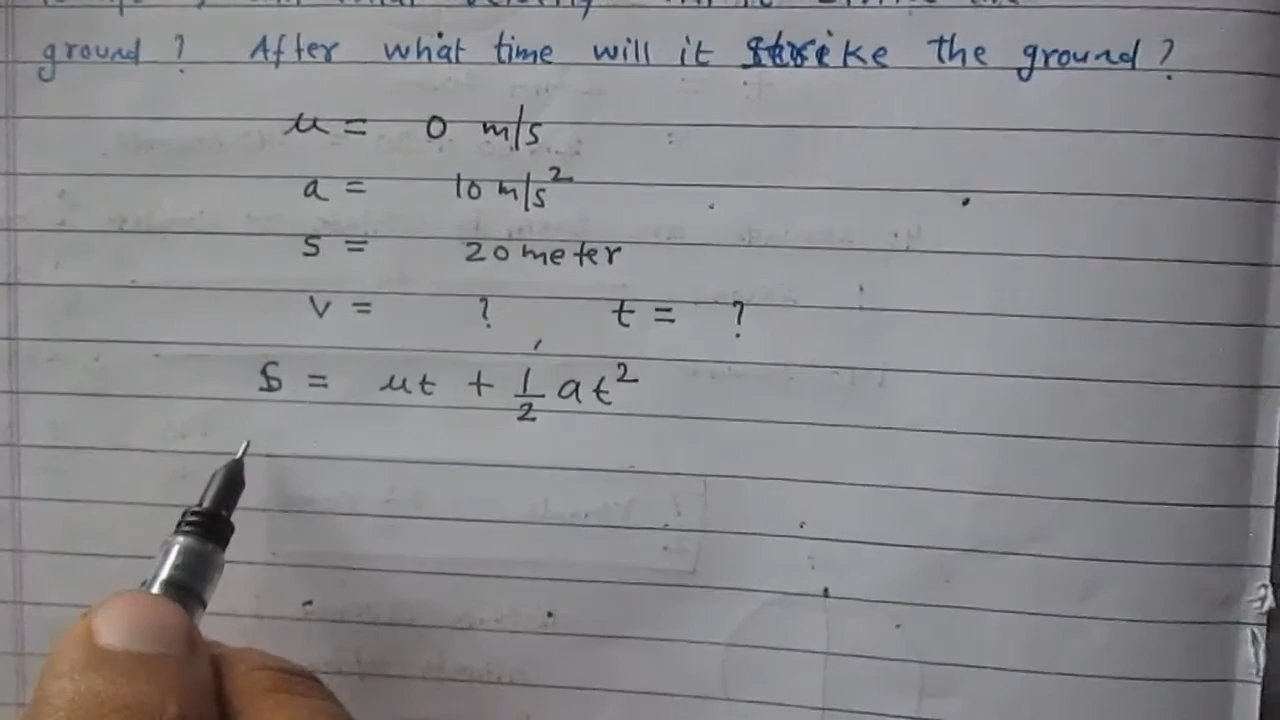 ground ? After what time will it strike the ground ?
u = 0 m/s
a = 10 m/s²
s = 20 meter
v = ? t = ?
S = ut + 1/2 at²